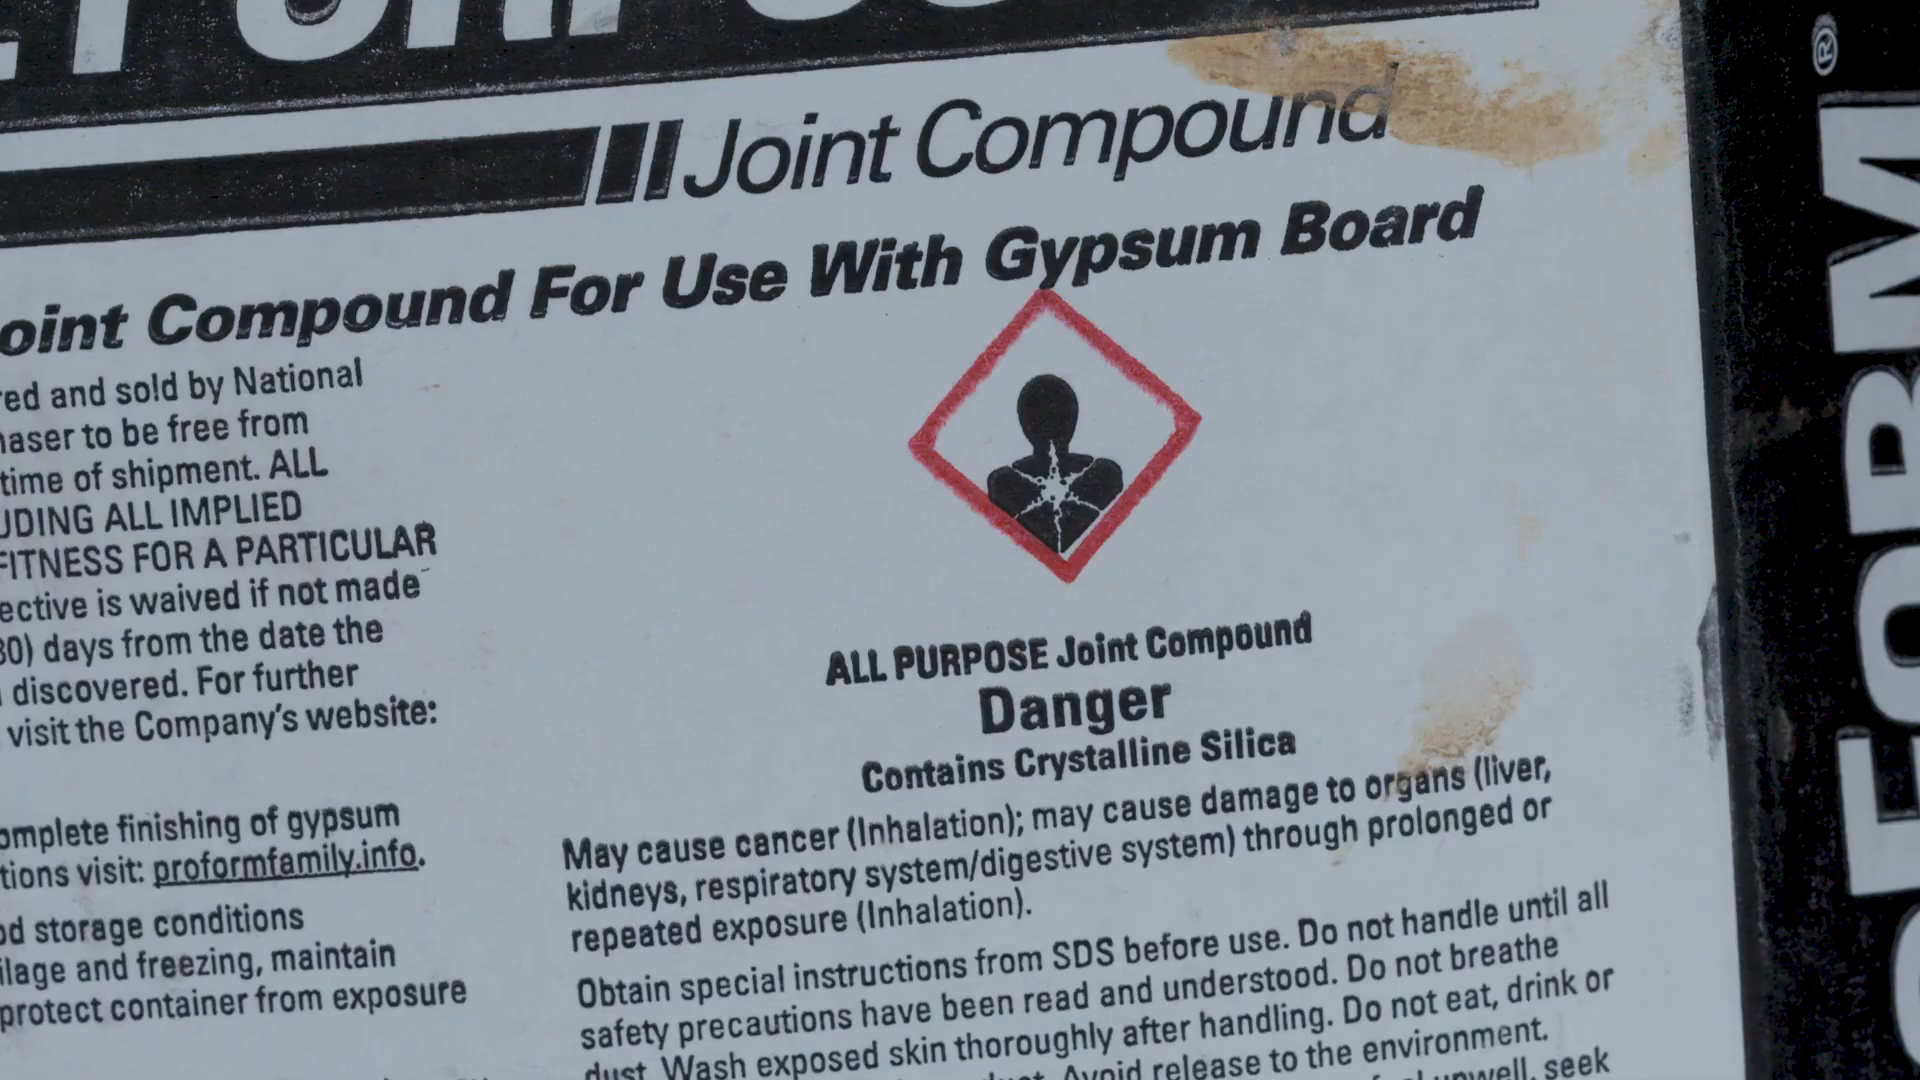 Joint Compound
oint Compound For Use With Gypsum Board
red and sold by National
haser to be free from
time of shipment. ALL
UDING ALL IMPLIED
FITNESS FOR A PARTICULAR
ective is waived if not made
30) days from the date the
discovered. For further
visit the Company's website:
omplete finishing of gypsum
tions visit: proformfamily.info.
od storage conditions
ilage and freezing, maintain
protect container from exposure
ALL PURPOSE Joint Compound
Danger
Contains Crystalline Silica
May cause cancer (Inhalation); may cause damage to organs (liver,
kidneys, respiratory system/digestive system) through prolonged or
repeated exposure (Inhalation).
Obtain special instructions from SDS before use. Do not handle until all
safety precautions have been read and understood. Do not breathe
dust. Wash exposed skin thoroughly after handling. Do not eat, drink or
Avoid release to the environment.
unwell, seek
FORM®